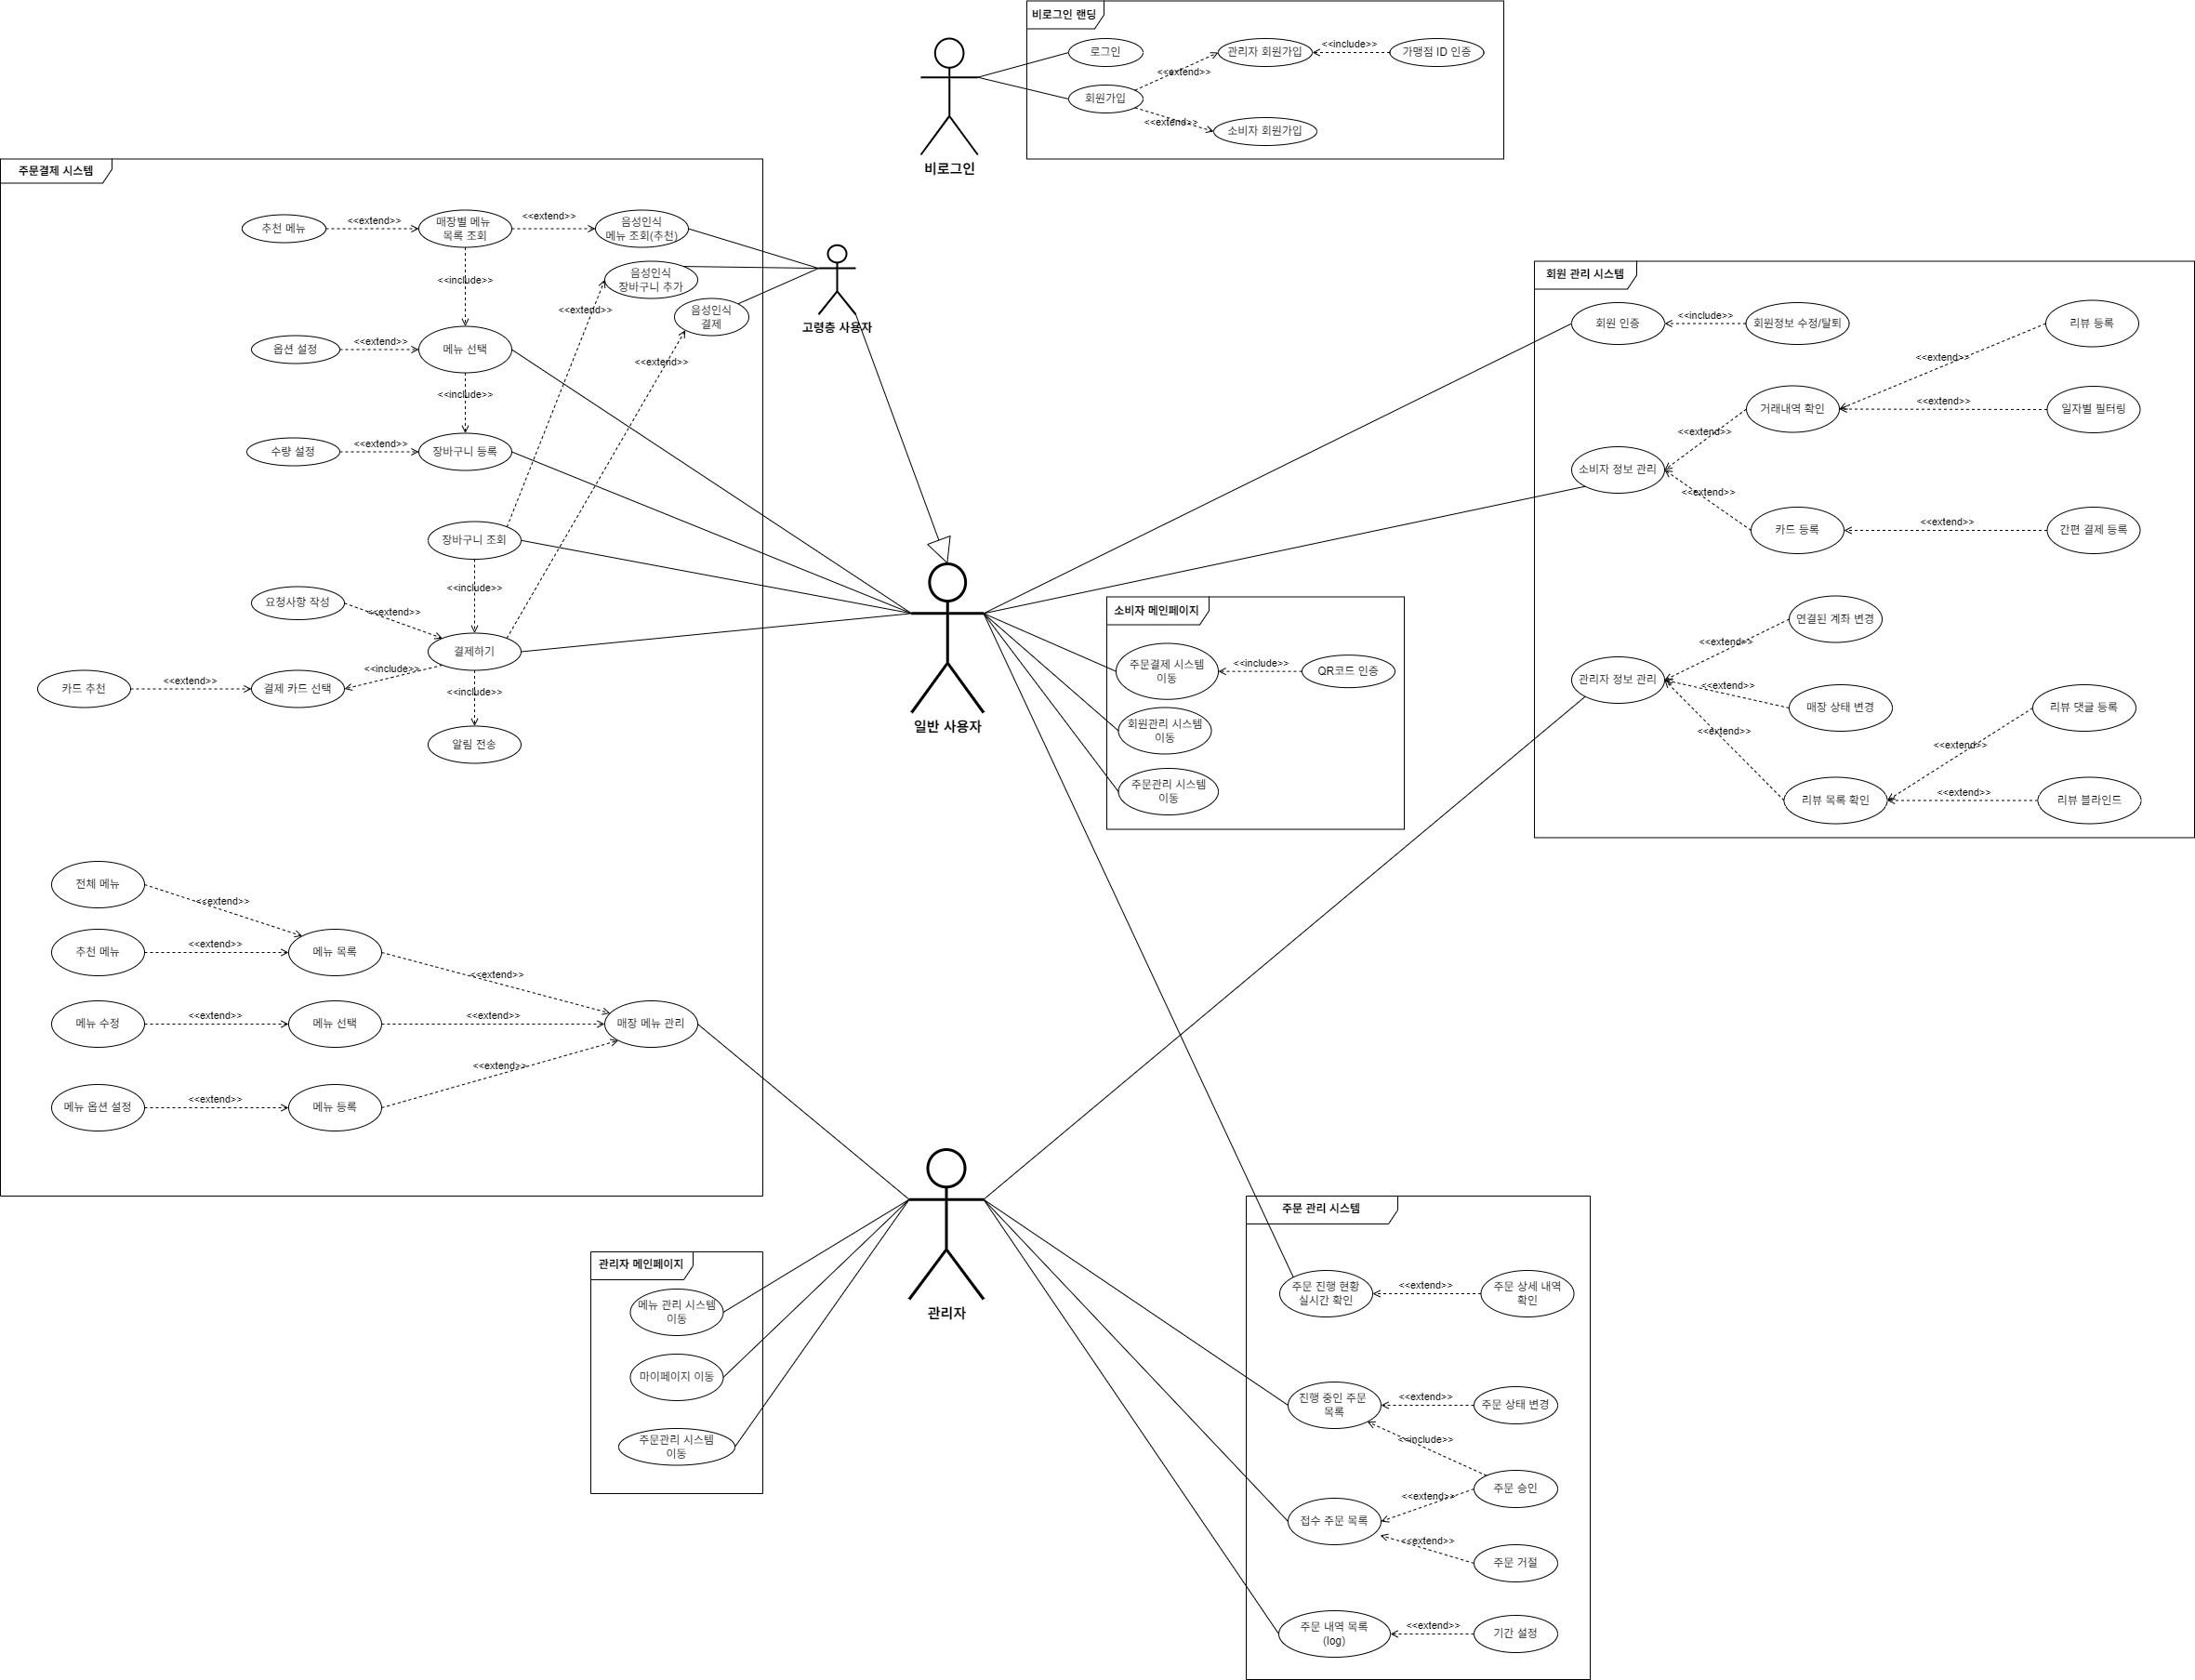 비로그인 랜딩
로그인
회원가입
관리자 회원가입
<<include>>
가맹점 ID 인증
<<extend>>
<<extend>>
소비자 회원가입
비로그인
주문결제 시스템
추천 메뉴
<<extend>>
매장별 메뉴
목록 조회
<<extend>>
음성인식
메뉴 조회(추천)
<<include>>
음성인식
장바구니 추가
<<extend>>
음성인식
결제
<<extend>>
고령층 사용자
옵션 설정
<<extend>>
메뉴 선택
<<include>>
수량 설정
<<extend>>
장바구니 등록
장바구니 조회
<<include>>
요청사항 작성
<<extend>>
결제하기
<<include>>
카드 추천
<<extend>>
결제 카드 선택
<<include>>
알림 전송
일반 사용자
전체 메뉴
<<extend>>
추천 메뉴
<<extend>>
메뉴 목록
<<extend>>
메뉴 수정
<<extend>>
메뉴 선택
<<extend>>
매장 메뉴 관리
메뉴 옵션 설정
<<extend>>
메뉴 등록
<<extend>>
소비자 메인페이지
주문결제 시스템
이동
<<include>>
QR코드 인증
회원관리 시스템
이동
주문관리 시스템
이동
회원 관리 시스템
회원 인증
<<include>>
회원정보 수정/탈퇴
리뷰 등록
<<extend>>
거래내역 확인
<<extend>>
일자별 필터링
<<extend>>
소비자 정보 관리
<<extend>>
카드 등록
<<extend>>
간편 결제 등록
연결된 계좌 변경
<<extend>>
관리자 정보 관리
<<extend>>
매장 상태 변경
<<extend>>
리뷰 댓글 등록
<<extend>>
리뷰 목록 확인
<<extend>>
리뷰 블라인드
관리자
관리자 메인페이지
메뉴 관리 시스템
이동
마이페이지 이동
주문관리 시스템
이동
주문 관리 시스템
주문 진행 현황
실시간 확인
<<extend>>
주문 상세 내역
확인
진행 중인 주문
목록
<<extend>>
주문 상태 변경
<<include>>
주문 승인
<<extend>>
접수 주문 목록
<<extend>>
주문 거절
주문 내역 목록
(log)
<<extend>>
기간 설정